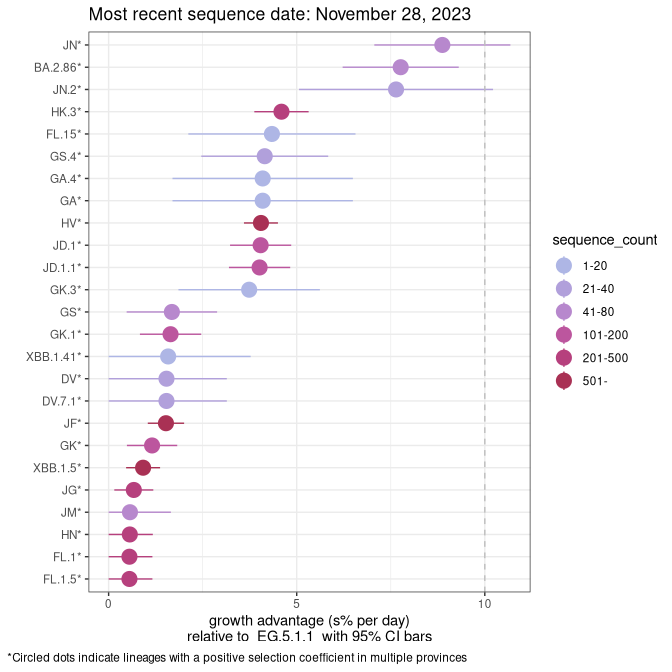 Most recent sequence date: November 28, 2023
JN*
BA.2.86*
JN.2*
HK.3*
FL.15*
GS.4*
GA.4*
GA*
HV*
JD.1*
JD.1.1*
GK.3*
GS*
GK.1*
XBB.1.41*
DV*
DV.7.1*
JF*
GK*
XBB.1.5*
JG*
JM*
HN*
FL.1*
FL.1.5*
0 5 10
growth advantage (s% per day)
relative to EG.5.1.1 with 95% CI bars
sequence_count
1-20
21-40
41-80
101-200
201-500
501-
*Circled dots indicate lineages with a positive selection coefficient in multiple provinces